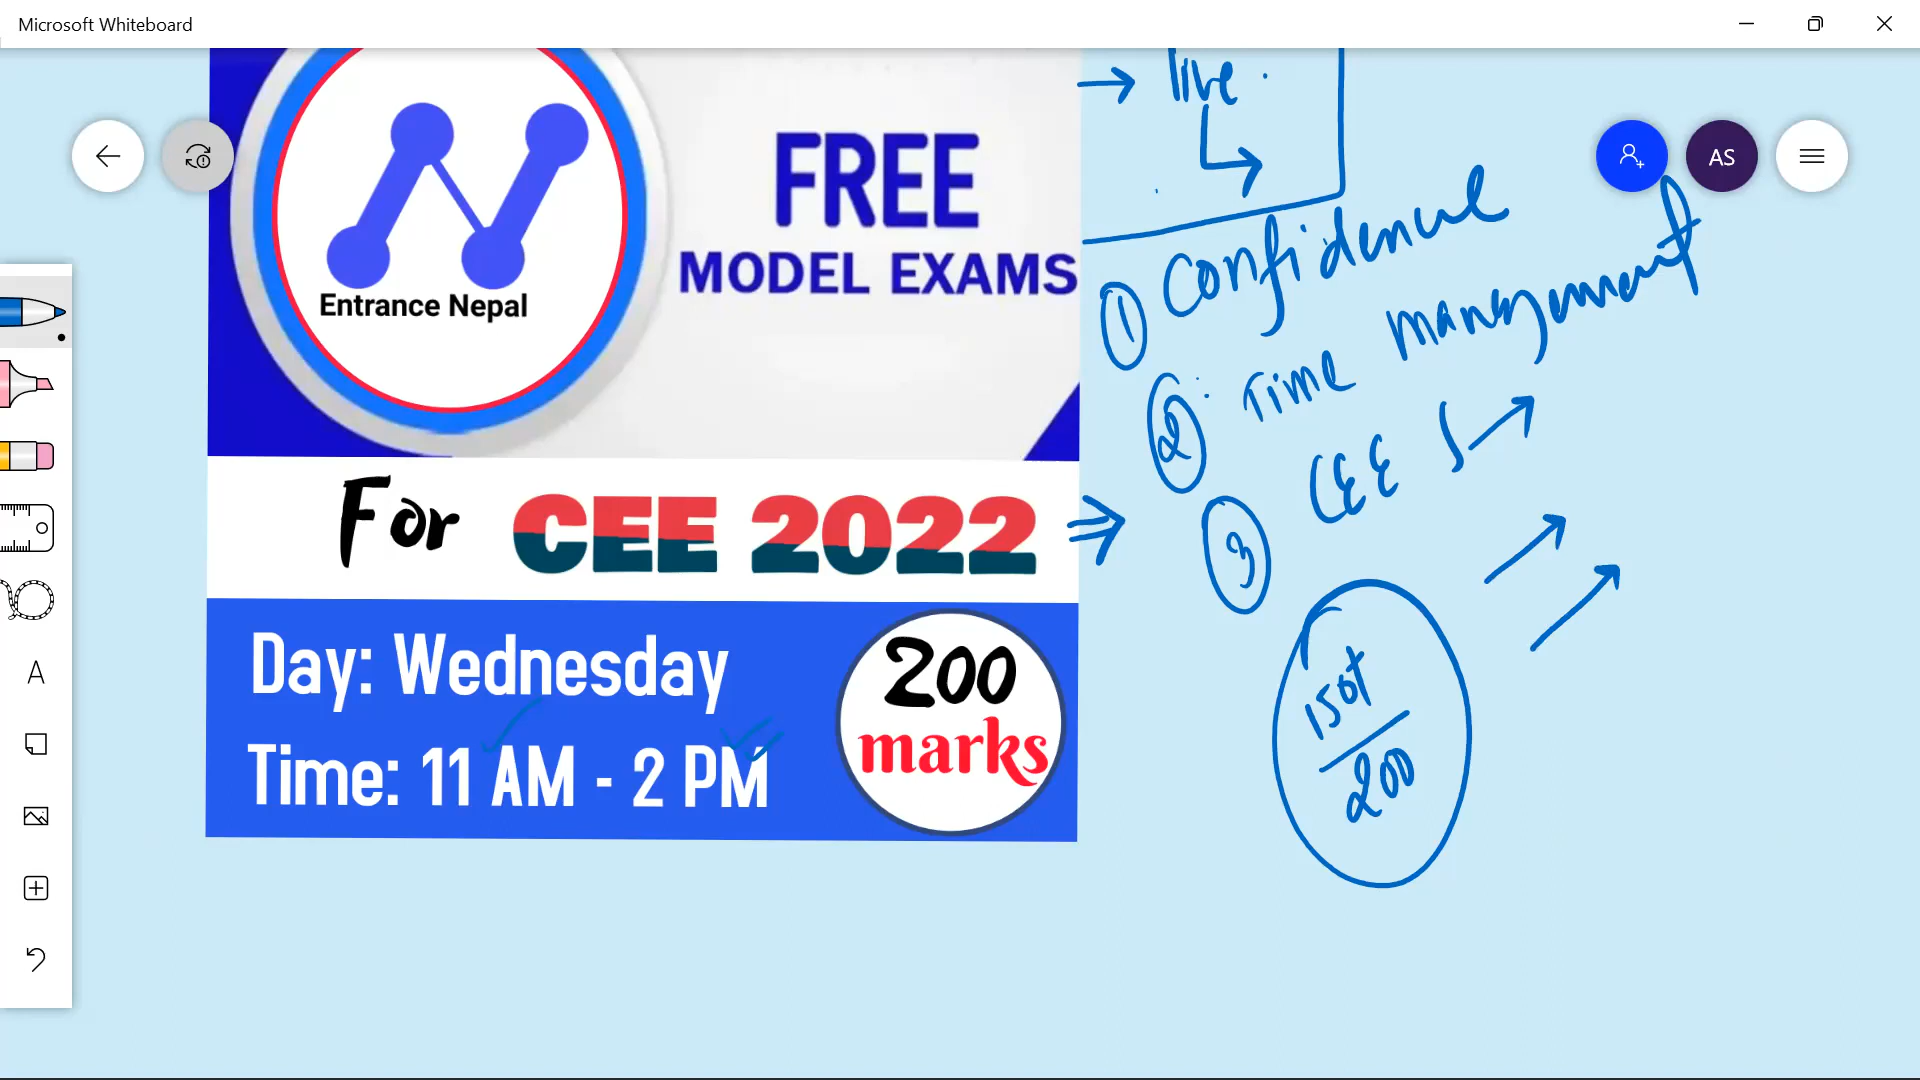 Microsoft Whiteboard
live.
AS
FREE
MODEL EXAMS
Entrance Nepal
① Confidence
② Time management
③ CEE
For CEE 2022
Day: Wednesday
Time: 11 AM - 2 PM
200
marks
150+
200
A